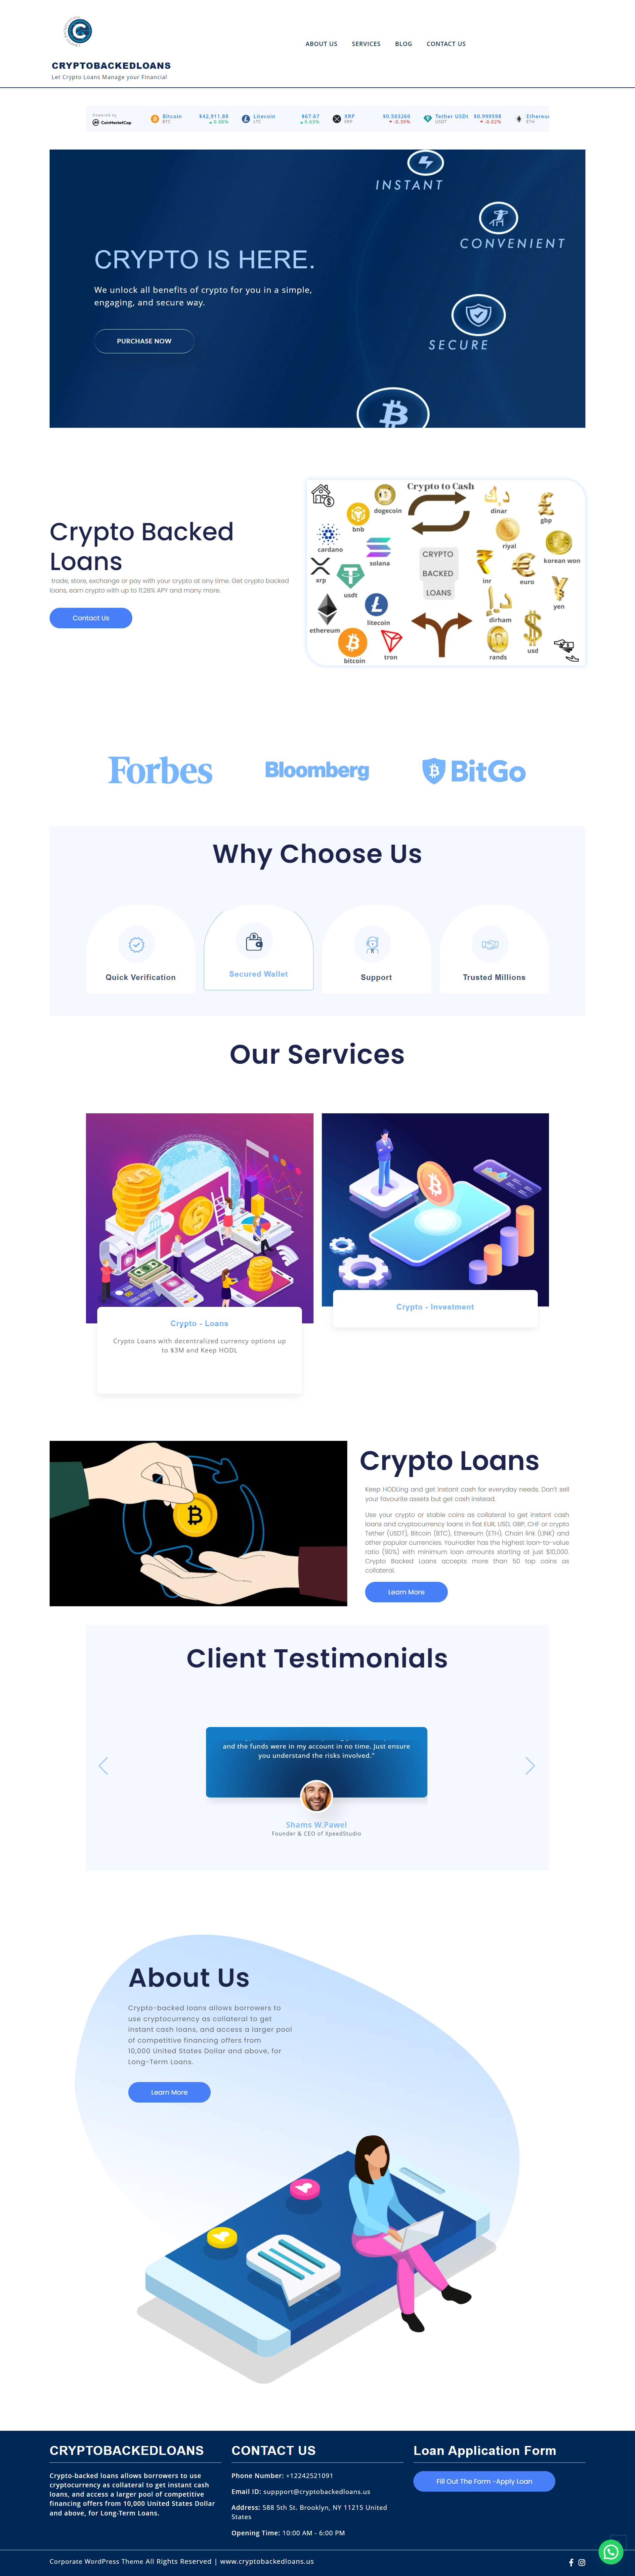 ABOUT US SERVICES BLOG CONTACT US
CRYPTOBACKEDLOANS
Let Crypto Loans Manage your Financial
Powered by
CoinMarketCap
Bitcoin $42,911.88
BTC 0.08%
Litecoin $67.67
LTC 0.63%
XRP $0.503260
XRP -0.39%
Tether USDt $0.999598
USDT -0.02%
Ethereum
ETH
INSTANT
CONVENIENT
CRYPTO IS HERE.
We unlock all benefits of crypto for you in a simple,
engaging, and secure way.
PURCHASE NOW
SECURE
Crypto Backed
Loans
trade, store, exchange or pay with your crypto at any time. Get crypto backed
loans, earn crypto with up to 11,28% APY and many more.
Contact Us
Crypto to Cash
dogecoin
dinar
gbp
bnb
cardano
riyal
solana
korean won
CRYPTO
BACKED
LOANS
xrp
usdt
inr
euro
yen
litecoin
dirham
ethereum
usd
bitcoin
tron
rands
Forbes
Bloomberg
BitGo
Why Choose Us
Quick Verification
Secured Wallet
Support
Trusted Millions
Our Services
Crypto - Loans
Crypto Loans with decentralized currency options up
to $3M and Keep HODL
Crypto - Investment
Crypto Loans
Keep HODLing and get instant cash for everyday needs. Don't sell
your favourite assets but get cash instead.
Use your crypto or stable coins as collateral to get instant cash
loans and cryptocurrency loans in fiat EUR, USD, GBP, CHF or crypto
Tether (USDT), Bitcoin (BTC), Ethereum (ETH), Chain link (LINK) and
other popular currencies. YouHodler has the highest loan-to-value
ratio (90%) with minimum loan amounts starting at just $10,000.
Crypto Backed Loans accepts more than 50 top coins as
collateral.
Learn More
Client Testimonials
and the funds were in my account in no time. Just ensure
you understand the risks involved."
Shams W.Pawel
Founder & CEO of XpeedStudio
About Us
Crypto-backed loans allows borrowers to
use cryptocurrency as collateral to get
instant cash loans, and access a larger pool
of competitive financing offers from
10,000 United States Dollar and above, for
Long-Term Loans.
Learn More
CRYPTOBACKEDLOANS
Crypto-backed loans allows borrowers to use
cryptocurrency as collateral to get instant cash
loans, and access a larger pool of competitive
financing offers from 10,000 United States Dollar
and above, for Long-Term Loans.
CONTACT US
Phone Number: +12242521091
Email ID: suppport@cryptobackedloans.us
Address: 588 5th St. Brooklyn, NY 11215 United
States
Opening Time: 10:00 AM - 6:00 PM
Loan Application Form
Fill Out The Form -Apply Loan
Corporate WordPress Theme All Rights Reserved | www.cryptobackedloans.us